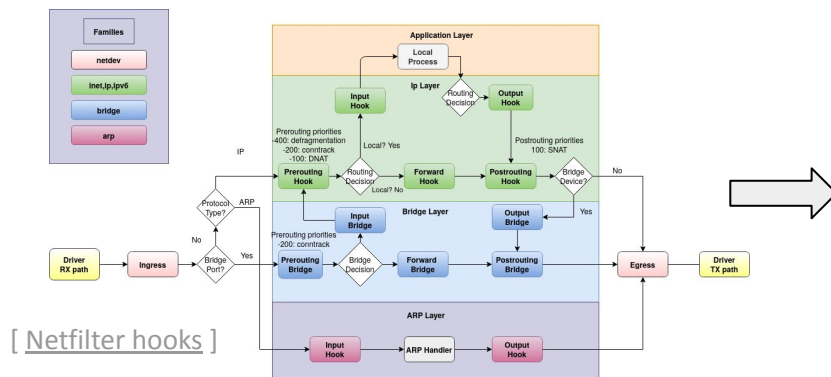 Families
netdev
inet,ip,ipv6
bridge
arp
Application Layer
Local
Process
Ip Layer
Routing
Decision
Output
Hook
Input
Hook
Prerouting priorities
-400: defragmentation
-200: conntrack
-100: DNAT
Local? Yes
Postrouting priorities
100: SNAT
IP
Prerouting
Hook
Routing
Decision
Local? No
Forward
Hook
Postrouting
Hook
Bridge
Device?
No
Yes
Protocol
Type?
ARP
Bridge Layer
Input
Bridge
Output
Bridge
Prerouting priorities
-200: conntrack
No
Driver
RX path
Ingress
Bridge
Port?
Yes
Prerouting
Bridge
Bridge
Decision
Forward
Bridge
Postrouting
Bridge
Egress
Driver
TX path
ARP Layer
Input
Hook
ARP Handler
Output
Hook
[ Netfilter hooks ]